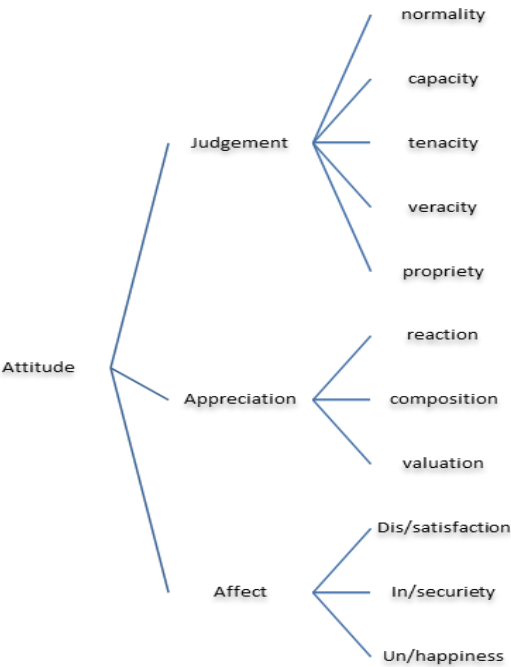 normality
capacity
Judgement
tenacity
veracity
propriety
reaction
Attitude
Appreciation
composition
valuation
Dis/satisfaction
Affect
In/securiety
Un/happiness